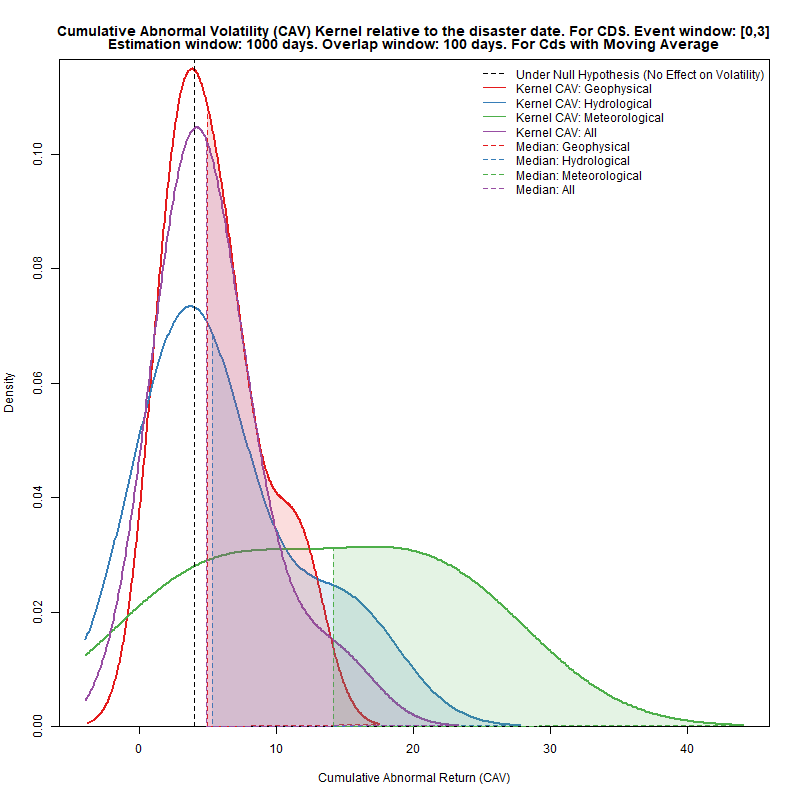 Cumulative Abnormal Volatility (CAV) Kernel relative to the disaster date. For CDS. Event window: [0,3]
Estimation window: 1000 days. Overlap window: 100 days. For Cds with Moving Average
Under Null Hypothesis (No Effect on Volatility)
Kernel CAV: Geophysical
Kernel CAV: Hydrological
Kernel CAV: Meteorological
Kernel CAV: All
Median: Geophysical
Median: Hydrological
Median: Meteorological
Median: All
Density
0.10
0.08
0.06
0.04
0.02
0.00
0 10 20 30 40
Cumulative Abnormal Return (CAV)